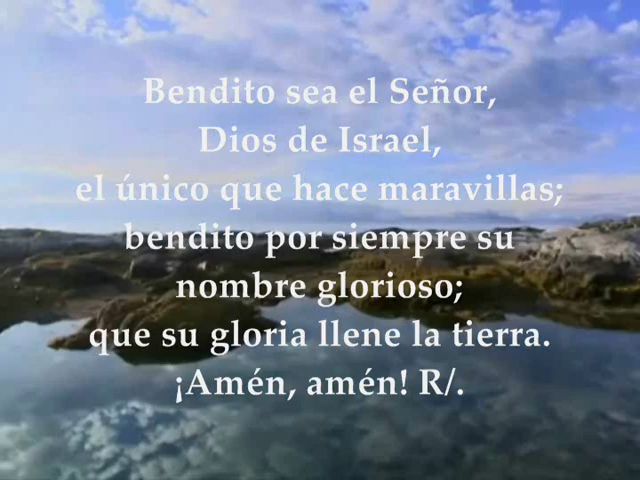 Bendito sea el Señor,
Dios de Israel,
el único que hace maravillas;
bendito por siempre su
nombre glorioso;
que su gloria llene la tierra.
¡Amén, amén! R/.